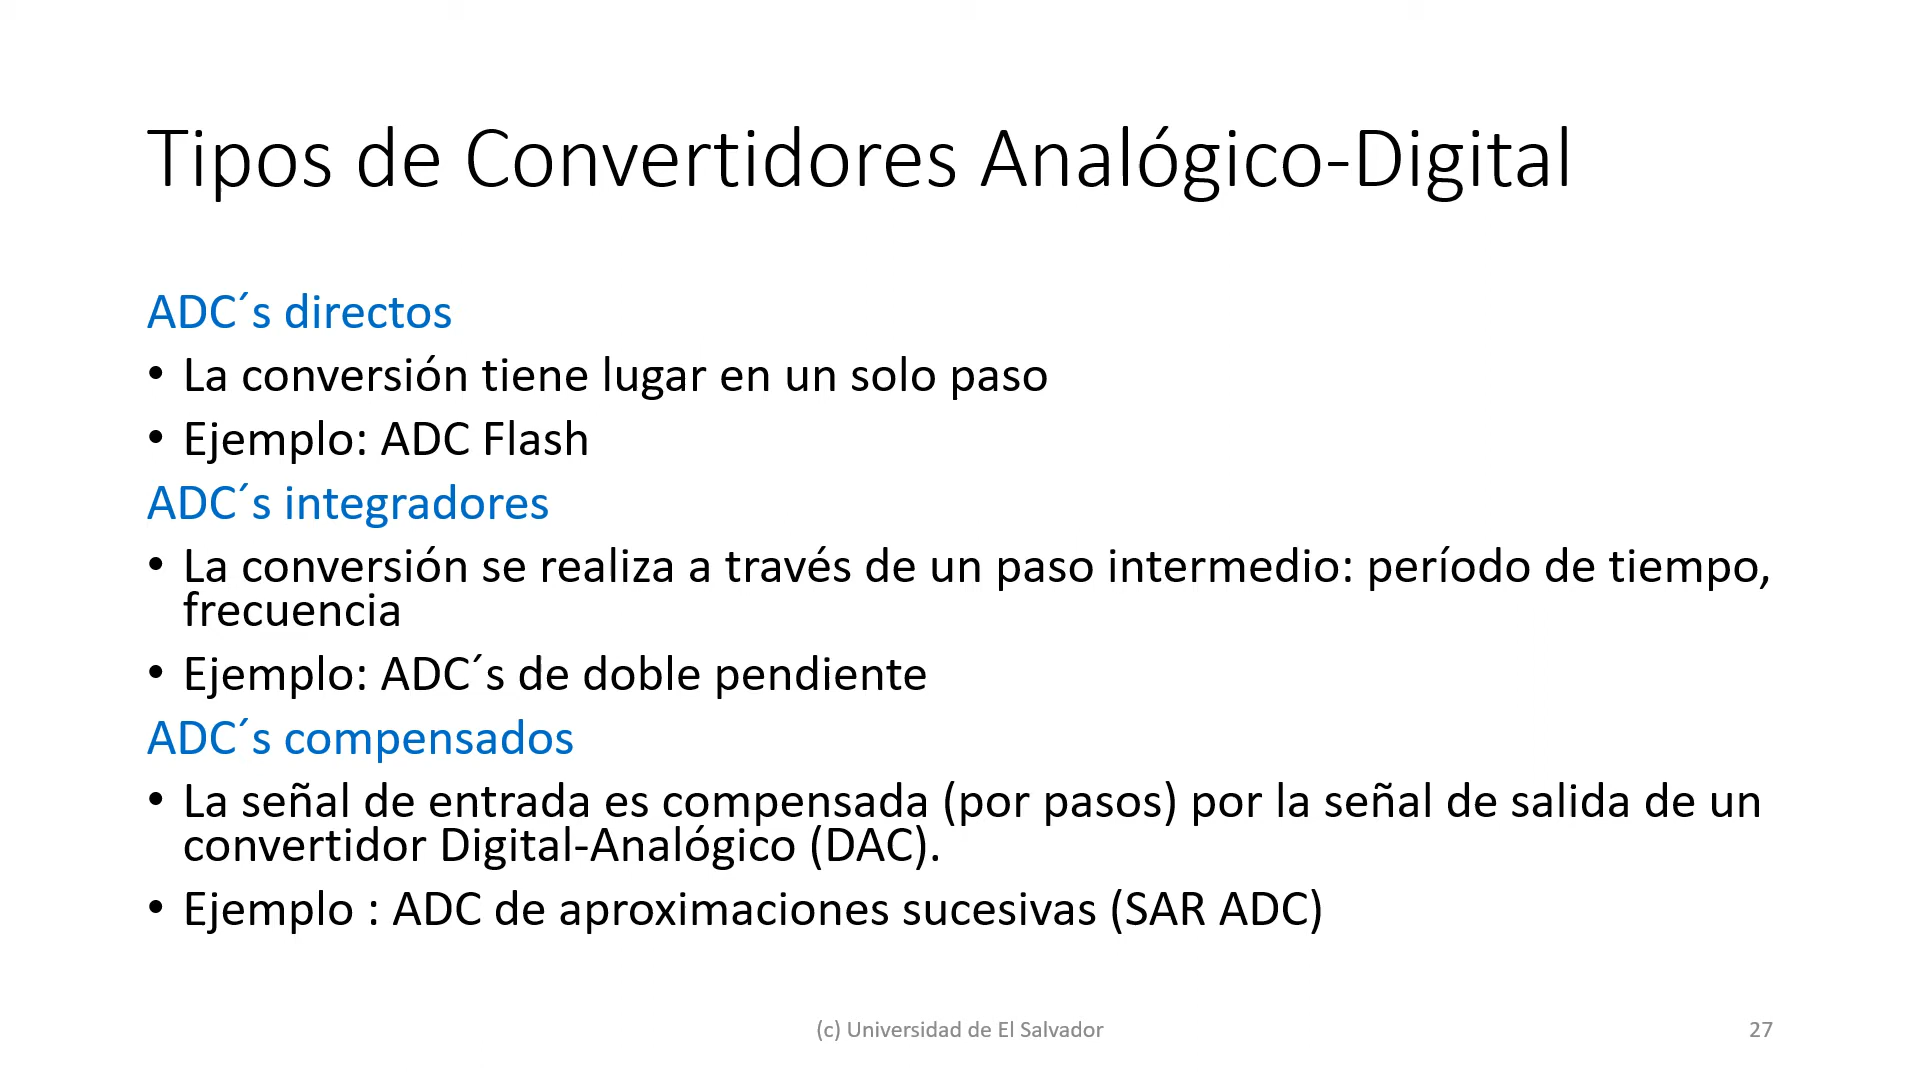 Tipos de Convertidores Analógico-Digital
ADC´s directos
• La conversión tiene lugar en un solo paso
• Ejemplo: ADC Flash
ADC´s integradores
• La conversión se realiza a través de un paso intermedio: período de tiempo,
frecuencia
• Ejemplo: ADC´s de doble pendiente
ADC´s compensados
• La señal de entrada es compensada (por pasos) por la señal de salida de un
convertidor Digital-Analógico (DAC).
• Ejemplo : ADC de aproximaciones sucesivas (SAR ADC)
(c) Universidad de El Salvador
27